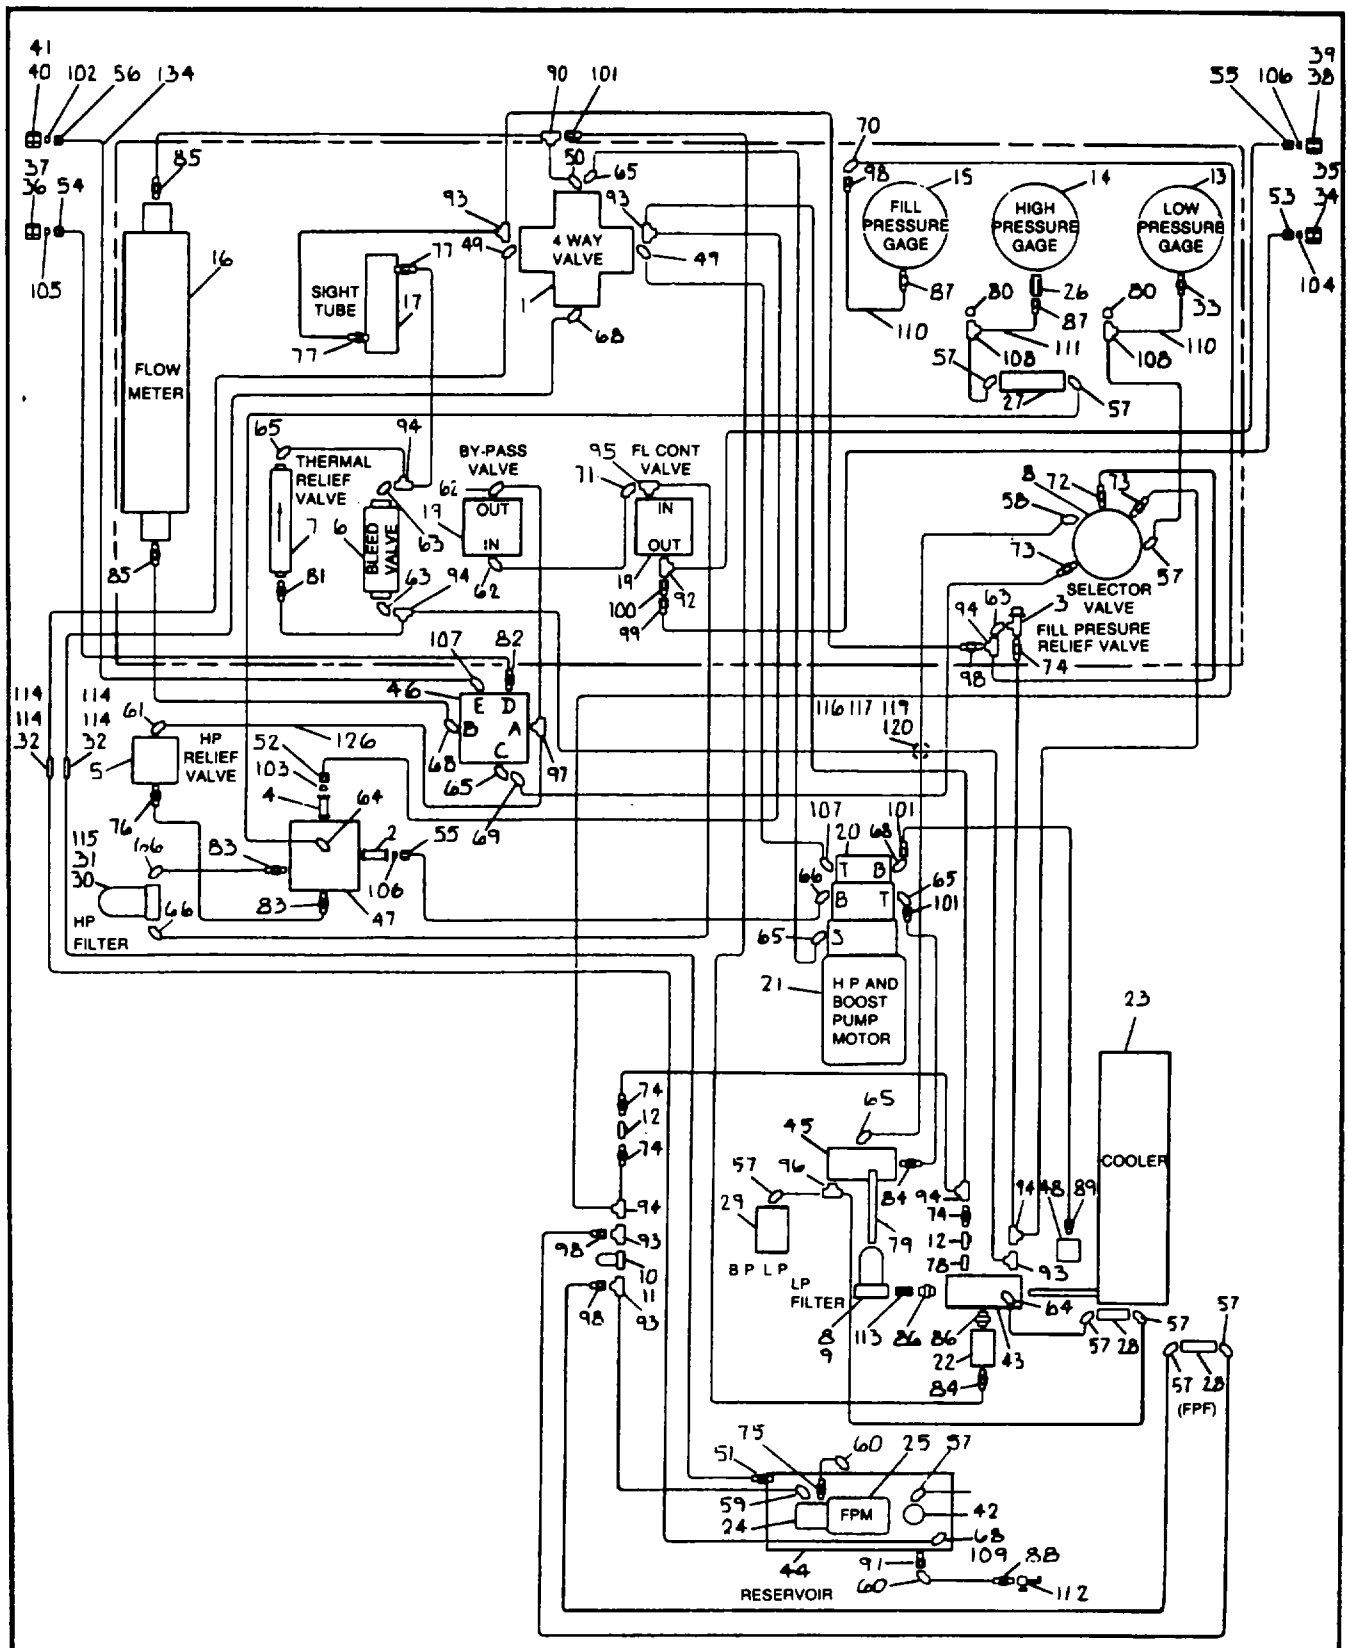 41
40 102 56 134
90 101
39
55 106 38
37
36 54
85
50 65
70
98 15 14 13
35
53 34
93
93
FILL
PRESSURE
GAGE
HIGH
PRESSURE
GAGE
LOW
PRESSURE
GAGE
105
16
49
4 WAY
VALVE
49
104
77
SIGHT
TUBE
17
1
68
87
80 26
87
80
33
110
108 111
108 110
77
FLOW
METER
57
27 57
65
94
BY-PASS
VALVE
95 FL CONT
VALVE
THERMAL
RELIEF
VALVE
62
71
8 72 73
7 6
BLEED
VALVE
63
19
OUT
IN
IN
OUT
58
73
85
81
63 94
62
19
92
100
99
57
SELECTOR
VALVE
94 63 3
FILL PRESURE
RELIEF VALVE
98 74
107 82
46
E D
B A
C
114 114
114 114
32 32
61
HP
RELIEF
VALVE
5
126
52
103
4
68
65 69
97
116 117 119
120
76
64
2 55
107 20 68 101
115
31
30
66
83
106
T B
66 B T 65
101
83
47
HP
FILTER
66
65 S
21
H P AND
BOOST
PUMP
MOTOR
23
74
12
74
65
45
COOLER
57
96
84
94
94 48 89
29
94
74
98 93
79
12
10
B P L P
78
93
11
LP
FILTER
64
98 93
8
9
113 86 86
22 43
57 28
57
57
84
57 28
(FPF)
75 60 25 57
51
59
FPM
24
42
68
44
91
109 88
60
112
RESERVOIR